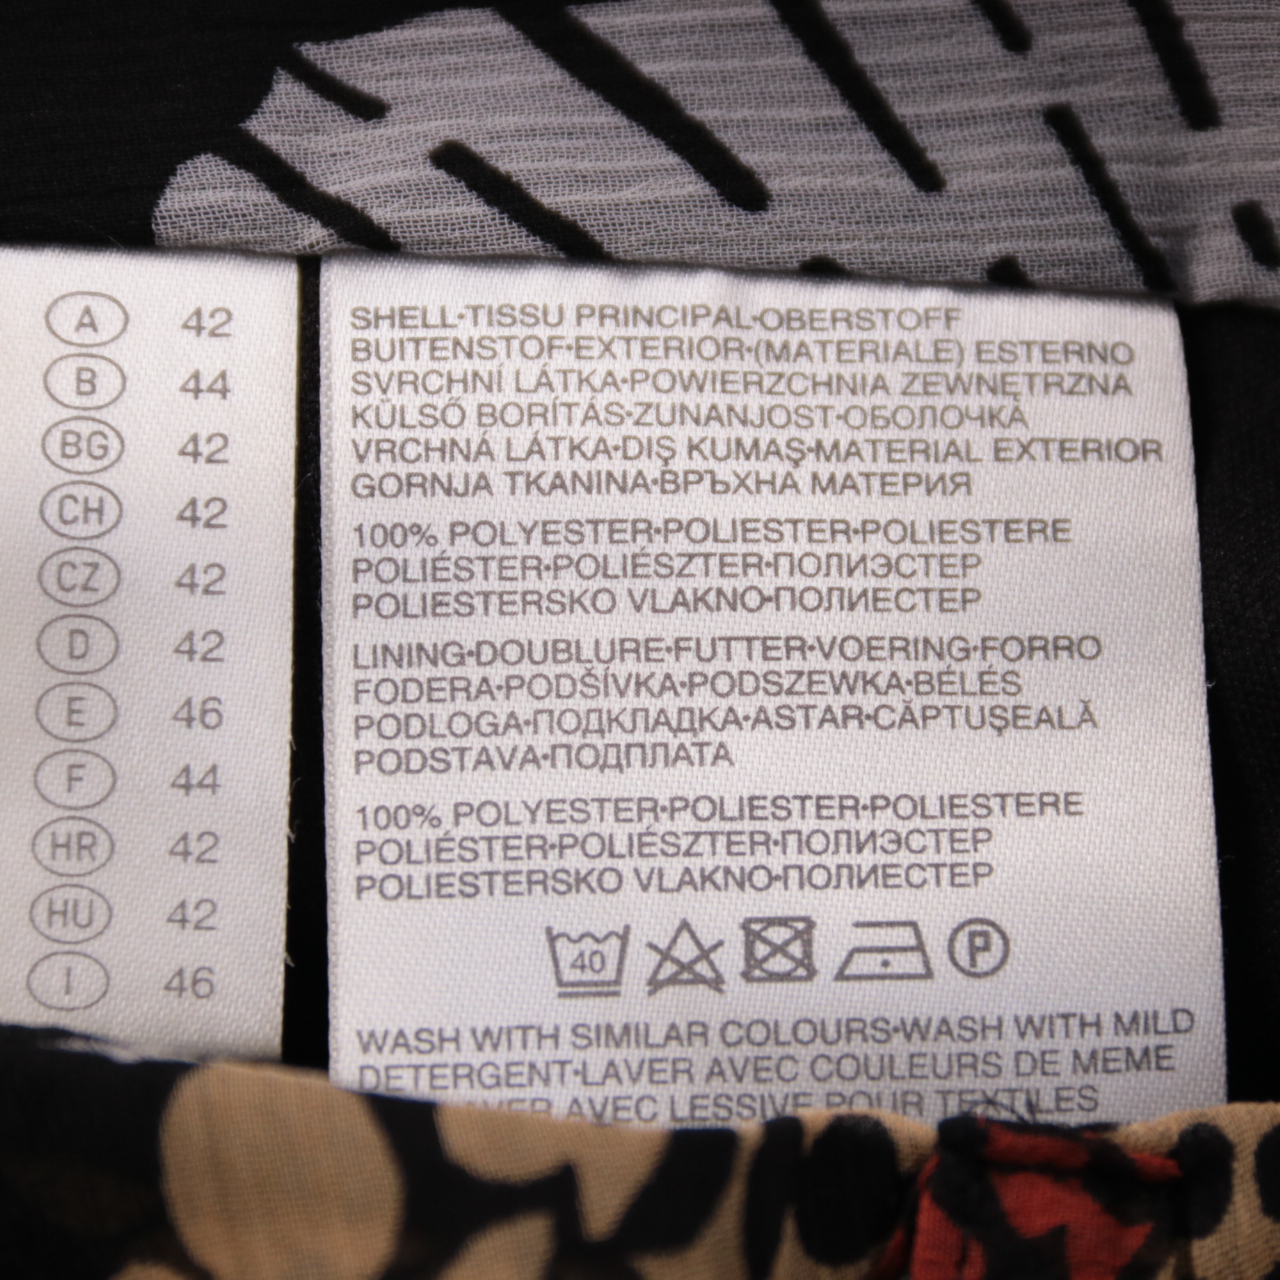 A 42
B 44
BG 42
CH 42
CZ 42
D 42
E 46
F 44
HR 42
HU 42
I 46
SHELL•TISSU PRINCIPAL•OBERSTOFF
BUITENSTOF•EXTERIOR•(MATERIALE) ESTERNO
SVRCHNÍ LÁTKA•POWIERZCHNIA ZEWNĘTRZNA
KÜLSŐ BORÍTÁS•ZUNANJOST•ОБОЛОЧКА
VRCHNÁ LÁTKA•DIŞ KUMAŞ•MATERIAL EXTERIOR
GORNJA TKANINA•ВРЪХНА МАТЕРИЯ
100% POLYESTER•POLIESTER•POLIESTERE
POLIÉSTER•POLIÉSZTER•ПОЛИЭСТЕР
POLIESTERSKO VLAKNO•ПОЛИЕСТЕР
LINING•DOUBLURE•FUTTER•VOERING•FORRO
FODERA•PODŠÍVKA•PODSZEWKA•BÉLÉS
PODLOGA•ПОДКЛАДКА•ASTAR•CĂPTUŞEALĂ
PODSTAVA•ПОДПЛАТА
100% POLYESTER•POLIESTER•POLIESTERE
POLIÉSTER•POLIÉSZTER•ПОЛИЭСТЕР
POLIESTERSKO VLAKNO•ПОЛИЕСТЕР
40 P
WASH WITH SIMILAR COLOURS•WASH WITH MILD
DETERGENT•LAVER AVEC COULEURS DE MEME
AVEC LESSIVE POUR TEXTILES